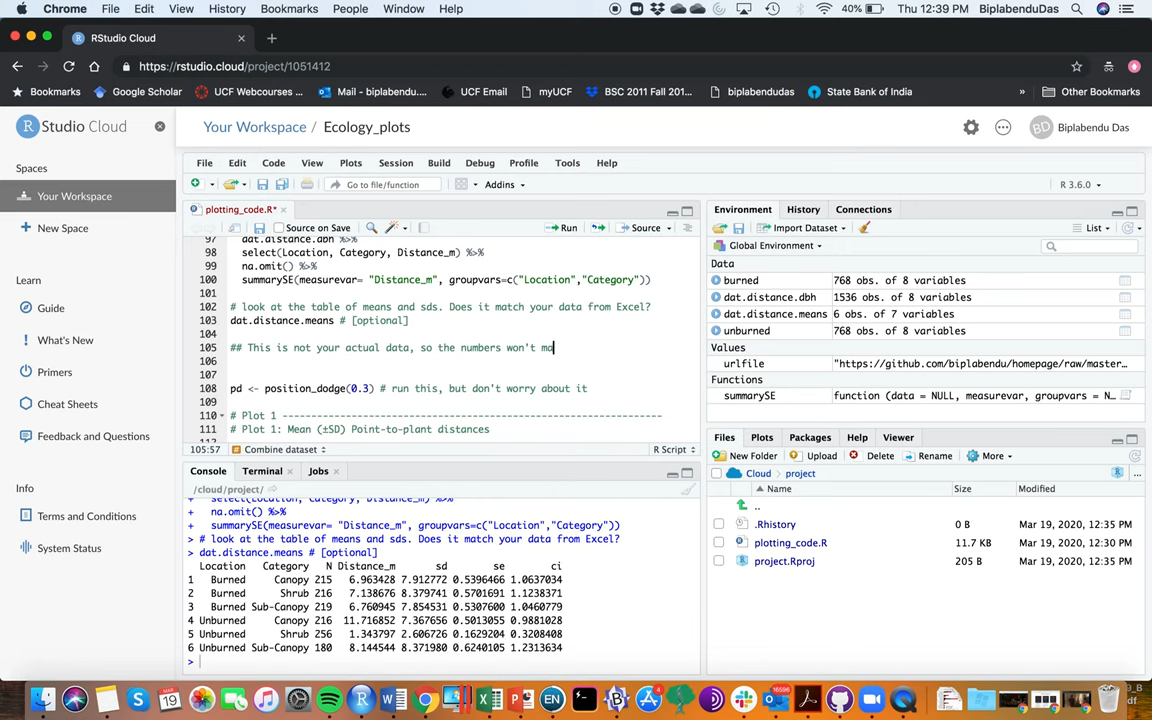 Chrome File Edit View History Bookmarks People Window Help 40% Thu 12:39 PM BiplabenduDas
RStudio Cloud
https://rstudio.cloud/project/1051412
Bookmarks Google Scholar UCF Webcourses ... Mail - biplabendu.... UCF Email myUCF BSC 2011 Fall 201... biplabendudas State Bank of India » Other Bookmarks
R Studio Cloud
Your Workspace / Ecology_plots
BD Biplabendu Das
Spaces
Your Workspace
New Space
Learn
Guide
What's New
Primers
Cheat Sheets
Feedback and Questions
Info
Terms and Conditions
System Status
File Edit Code View Plots Session Build Debug Profile Tools Help
Go to file/function Addins R 3.6.0
plotting_code.R*
Source on Save Run Source
97 dat.distance.dbh %>%
98 select(Location, Category, Distance_m) %>%
99 na.omit() %>%
100 summarySE(measurevar= "Distance_m", groupvars=c("Location","Category"))
101
102 # look at the table of means and sds. Does it match your data from Excel?
103 dat.distance.means # [optional]
104
105 ## This is not your actual data, so the numbers won't ma
106
107
108 pd <- position_dodge(0.3) # run this, but don't worry about it
109
110 # Plot 1 ------------------------------------------------------------------
111 # Plot 1: Mean (±SD) Point-to-plant distances
105:57 Combine dataset R Script
Console Terminal Jobs
/cloud/project/
+ select(Location, Category, Distance_m) %>%
+ na.omit() %>%
+ summarySE(measurevar= "Distance_m", groupvars=c("Location","Category"))
> # look at the table of means and sds. Does it match your data from Excel?
> dat.distance.means # [optional]
Location Category N Distance_m sd se ci
1 Burned Canopy 215 6.963428 7.912772 0.5396466 1.0637034
2 Burned Shrub 216 7.138676 8.379741 0.5701691 1.1238371
3 Burned Sub-Canopy 219 6.760945 7.854531 0.5307600 1.0460779
4 Unburned Canopy 216 11.716852 7.367656 0.5013055 0.9881028
5 Unburned Shrub 256 1.343797 2.606726 0.1629204 0.3208408
6 Unburned Sub-Canopy 180 8.144544 8.371980 0.6240105 1.2313634
>
Environment History Connections
Import Dataset List
Global Environment
Data
burned 768 obs. of 8 variables
dat.distance.dbh 1536 obs. of 8 variables
dat.distance.means 6 obs. of 7 variables
unburned 768 obs. of 8 variables
Values
urlfile "https://github.com/biplabendu/homepage/raw/master...
Functions
summarySE function (data = NULL, measurevar, groupvars = N...
Files Plots Packages Help Viewer
New Folder Upload Delete Rename More
Cloud project ...
Name Size Modified
..
.Rhistory 0 B Mar 19, 2020, 12:35 PM
plotting_code.R 11.7 KB Mar 19, 2020, 12:30 PM
project.Rproj 205 B Mar 19, 2020, 12:35 PM